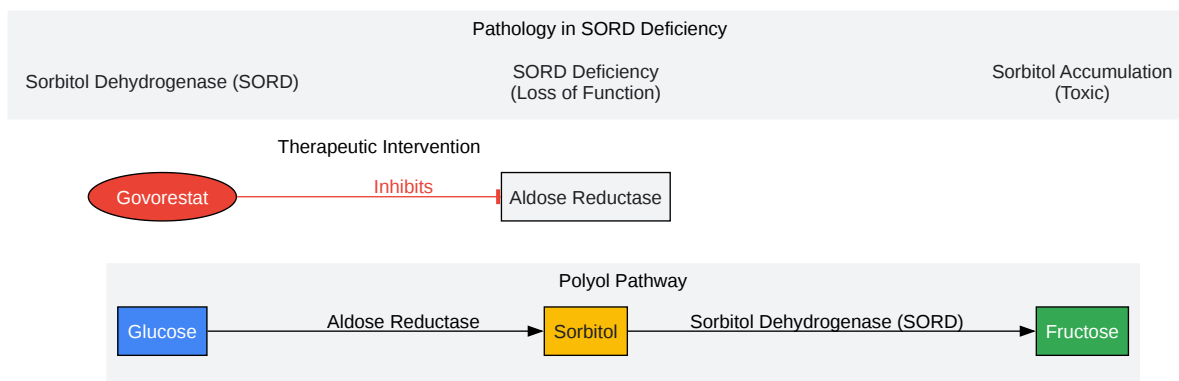 Pathology in SORD Deficiency
Sorbitol Dehydrogenase (SORD)
SORD Deficiency
(Loss of Function)
Sorbitol Accumulation
(Toxic)
Therapeutic Intervention
Govorestat
Inhibits
Aldose Reductase
Polyol Pathway
Glucose
Aldose Reductase
Sorbitol
Sorbitol Dehydrogenase (SORD)
Fructose